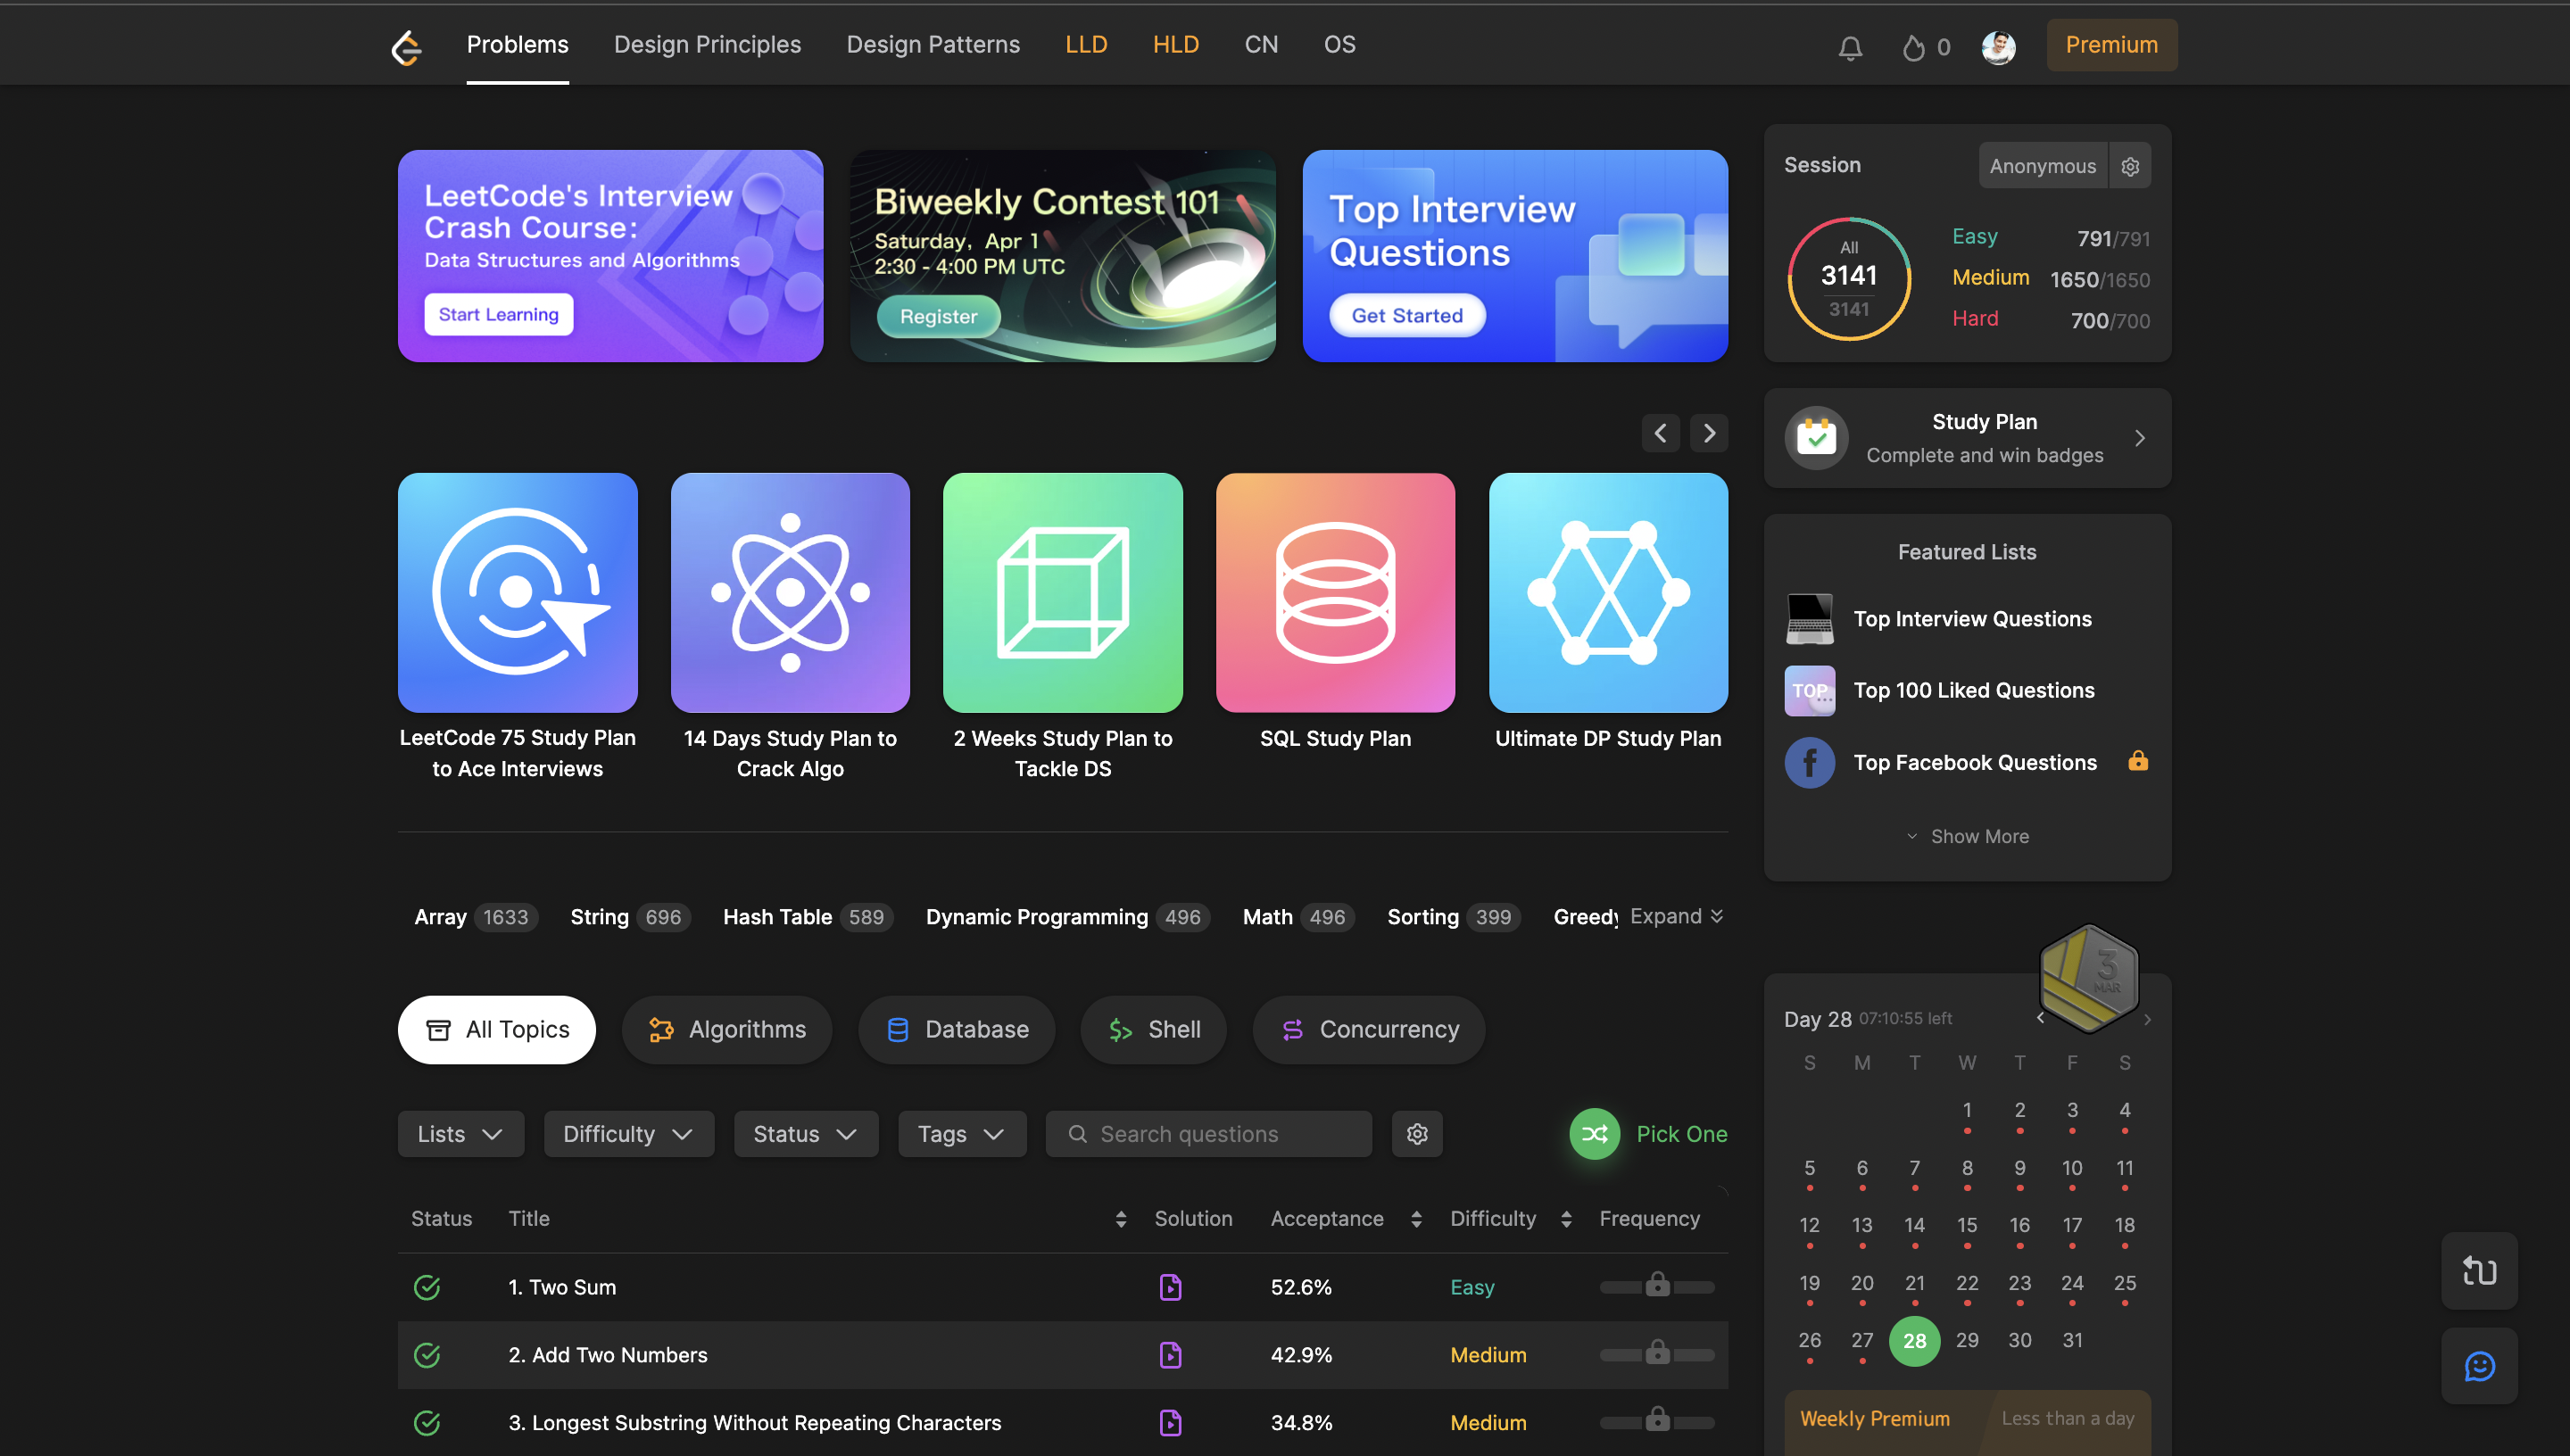 Problems Design Principles Design Patterns LLD HLD CN OS 0 Premium
LeetCode's Interview
Crash Course:
Data Structures and Algorithms
Start Learning
Biweekly Contest 101
Saturday, Apr 1
2:30 - 4:00 PM UTC
Register
Top Interview
Questions
Get Started
Session Anonymous
All
3141
3141
Easy 791/791
Medium 1650/1650
Hard 700/700
Study Plan
Complete and win badges
LeetCode 75 Study Plan
to Ace Interviews
14 Days Study Plan to
Crack Algo
2 Weeks Study Plan to
Tackle DS
SQL Study Plan
Ultimate DP Study Plan
Featured Lists
Top Interview Questions
TOP
Top 100 Liked Questions
f
Top Facebook Questions
Show More
Array 1633 String 696 Hash Table 589 Dynamic Programming 496 Math 496 Sorting 399 Greedy Expand
All Topics Algorithms Database Shell Concurrency
Lists Difficulty Status Tags Search questions Pick One
Status Title Solution Acceptance Difficulty Frequency
1. Two Sum 52.6% Easy
2. Add Two Numbers 42.9% Medium
3. Longest Substring Without Repeating Characters 34.8% Medium
3
MAR
Day 28 07:10:55 left
S M T W T F S
1 2 3 4
5 6 7 8 9 10 11
12 13 14 15 16 17 18
19 20 21 22 23 24 25
26 27 28 29 30 31
Weekly Premium Less than a day